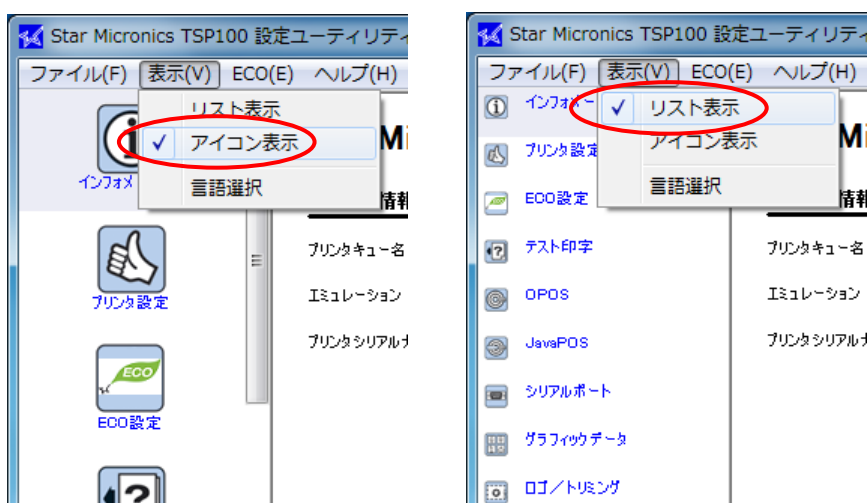 Star Micronics TSP100 設定ユーティリティ
ファイル(F) 表示(V) ECO(E) ヘルプ(H)
リスト表示
アイコン表示
言語選択
インフォメ
プリンタ設定
ECO
ECO設定
プリンタキュー名
エミュレーション
プリンタシリアルナ
Star Micronics TSP100 設定ユーティリティ
ファイル(F) 表示(V) ECO(E) ヘルプ(H)
リスト表示
アイコン表示
言語選択
インフォメー
プリンタ設定
ECO設定
テスト印字
OPOS
JavaPOS
シリアルポート
グラフィックデータ
ロゴ/トリミング
情報
プリンタキュー名
エミュレーション
プリンタシリアルナ